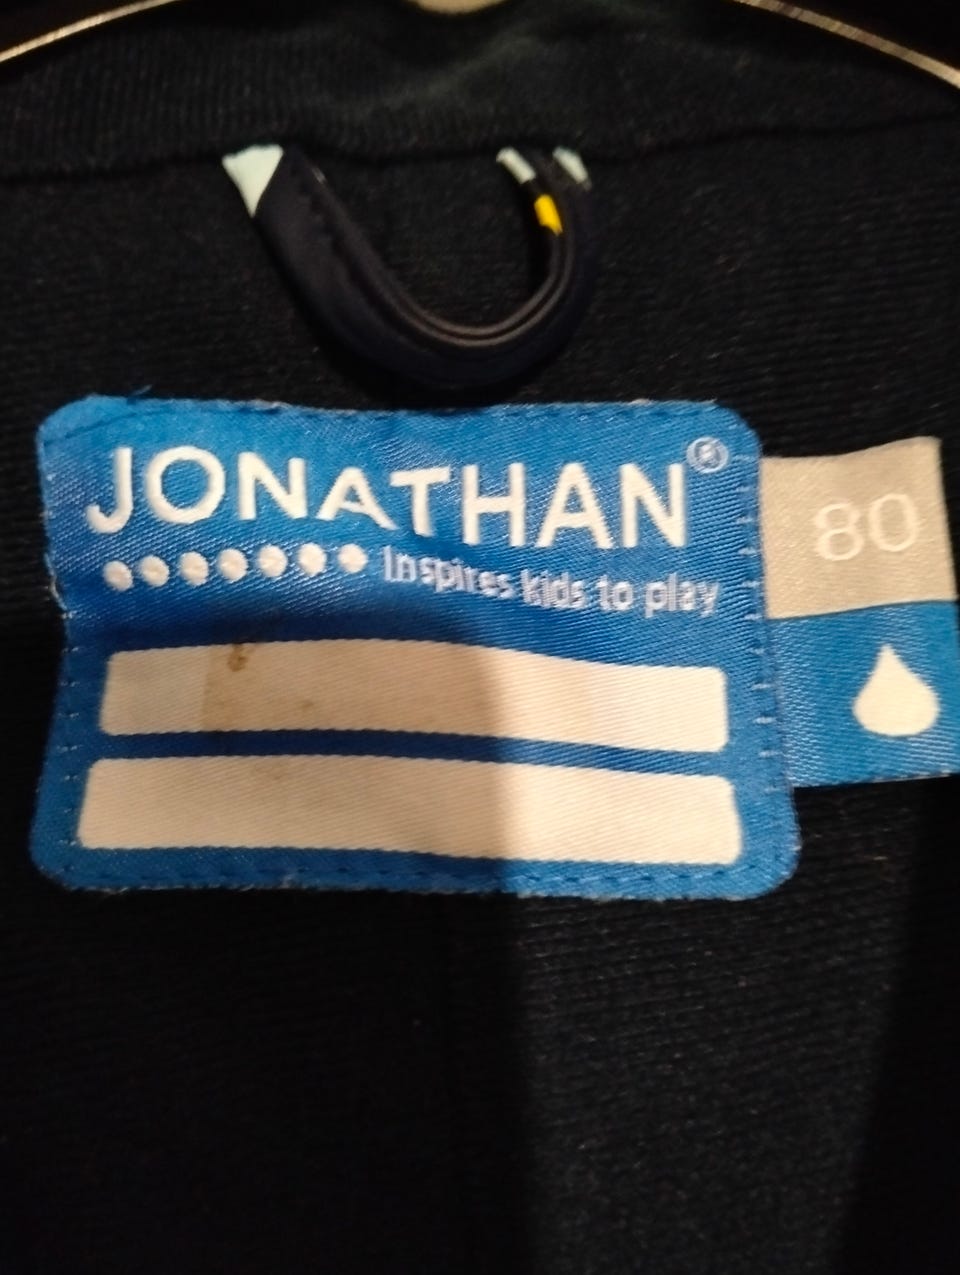 JONATHAN®
Inspires kids to play
80